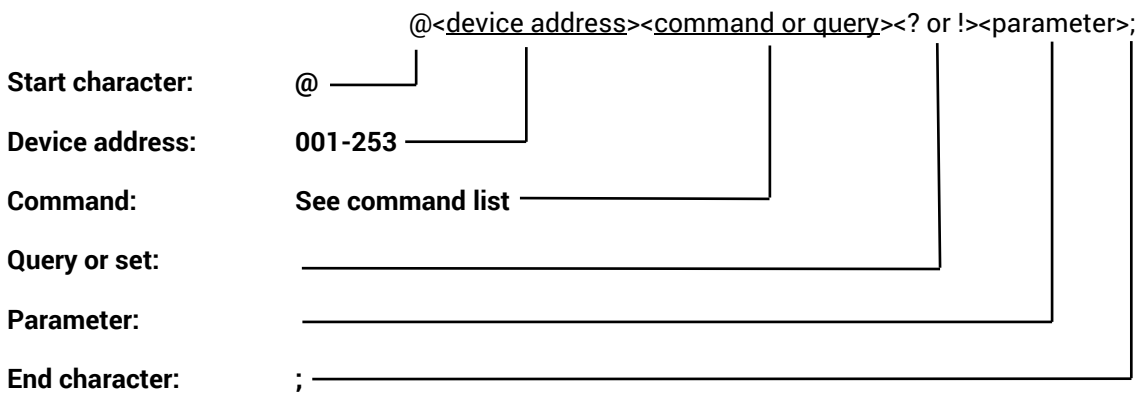 @<device address><command or query><? or !><parameter>;
Start character: @
Device address: 001-253
Command: See command list
Query or set:
Parameter:
End character: ;